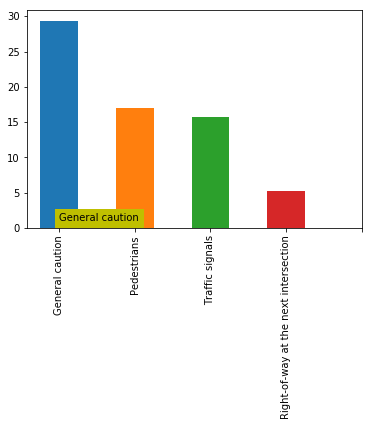 30
25
20
15
10
5
0
General caution
General caution
Pedestrians
Traffic signals
Right-of-way at the next intersection